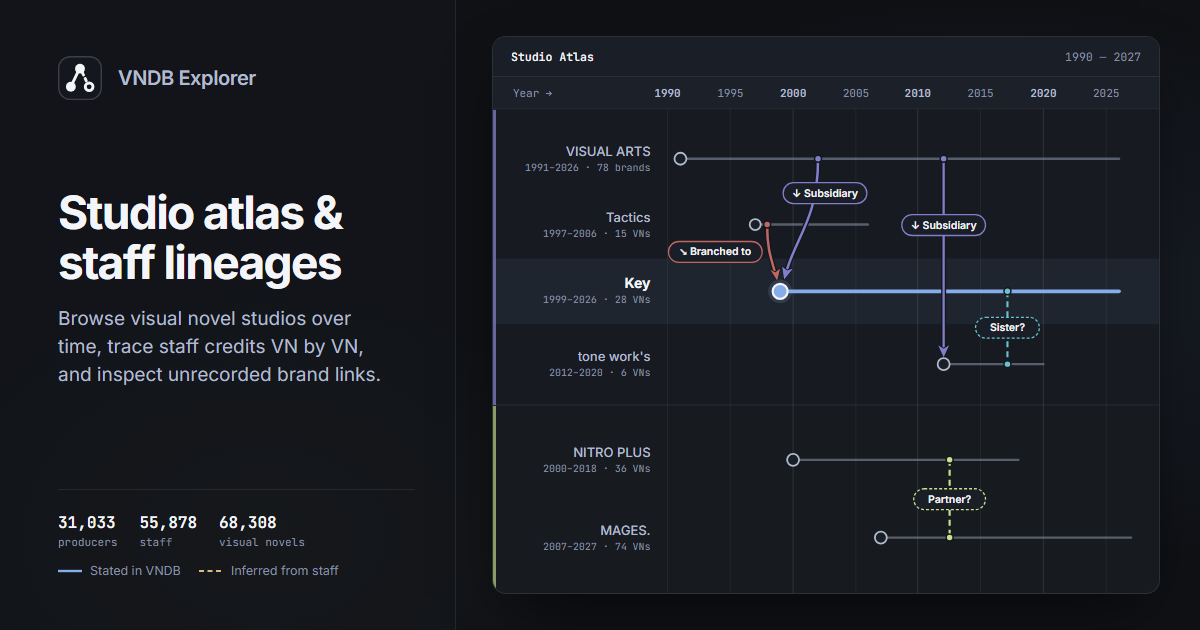 VNDB Explorer
Studio atlas &
staff lineages
Browse visual novel studios over
time, trace staff credits VN by VN,
and inspect unrecorded brand links.
31,033 55,878 68,308
producers staff visual novels
Stated in VNDB Inferred from staff
Studio Atlas 1990 — 2027
Year → 1990 1995 2000 2005 2010 2015 2020 2025
VISUAL ARTS
1991–2026 · 78 brands
↓ Subsidiary
Tactics
1997–2006 · 15 VNs
↓ Subsidiary
↘ Branched to
Key
1999–2026 · 28 VNs
Sister?
tone work's
2012–2020 · 6 VNs
NITRO PLUS
2000–2018 · 36 VNs
Partner?
MAGES.
2007–2027 · 74 VNs